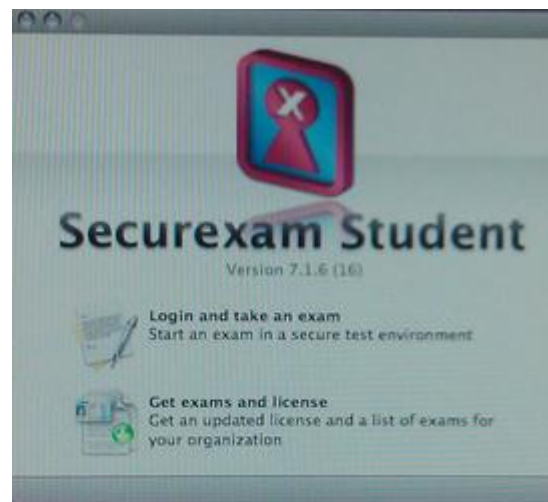 Securexam Student
Version 7.1.6 (16)
Login and take an exam
Start an exam in a secure test environment
Get exams and license
Get an updated license and a list of exams for
your organization